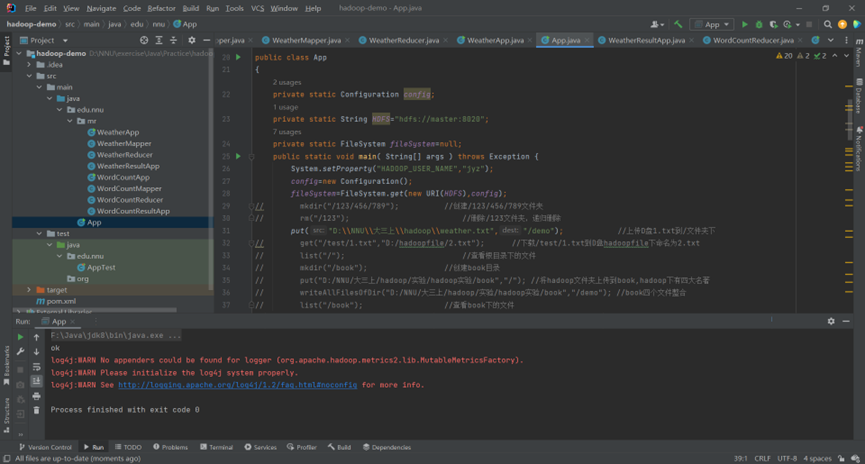 File Edit View Navigate Code Refactor Build Run Tools VCS Window Help hadoop-demo - App.java
hadoop-demo src main java edu nnu App
App
Project
pper.java WeatherMapper.java WeatherReducer.java WeatherApp.java App.java WeatherResultApp.java WordCountReducer.java
hadoop-demo D:\NNU\exercise\Java\Practice\hadoo
.idea
src
main
java
edu.nnu
mr
WeatherApp
WeatherMapper
WeatherReducer
WeatherResultApp
WordCountApp
WordCountMapper
WordCountReducer
WordCountResultApp
App
test
java
edu.nnu
AppTest
org
target
pom.xml
External Libraries
20 2 2
20 public class App
21 {
2 usages
22 private static Configuration config;
1 usage
23 private static String HDFS="hdfs://master:8020";
7 usages
24 private static FileSystem fileSystem=null;
25 public static void main( String[] args ) throws Exception {
26 System.setProperty("HADOOP_USER_NAME","jyz");
27 config=new Configuration();
28 fileSystem=FileSystem.get(new URI(HDFS),config);
29 // mkdir("/123/456/789"); //创建/123/456/789文件夹
30 // rm("/123"); //删除/123文件夹，递归删除
31 put( src: "D:\\NNU\\大三上\\hadoop\\weather.txt", dest: "/demo"); //上传D盘1.txt到/文件夹下
32 // get("/test/1.txt","D:/hadoopfile/2.txt"); //下载/test/1.txt到D盘hadoopfile下命名为2.txt
33 // list("/"); //查看根目录下的文件
34 // mkdir("/book"); //创建book目录
35 // put("D:/NNU/大三上/hadoop/实验/hadoop实验/book","/"); //将hadoop文件夹上传到book,hadoop下有四大名著
36 // writeAllFilesOfDir("D:/NNU/大三上/hadoop/实验/hadoop实验/book","/demo"); //book四个文件整合
37 // list("/book"); //查看book下的文件
Run: App
F:\Java\jdk8\bin\java.exe ...
ok
log4j:WARN No appenders could be found for logger (org.apache.hadoop.metrics2.lib.MutableMetricsFactory).
log4j:WARN Please initialize the log4j system properly.
log4j:WARN See http://logging.apache.org/log4j/1.2/faq.html#noconfig for more info.
Process finished with exit code 0
Project
Bookmarks
Structure
Maven
Database
Notifications
Version Control Run TODO Problems Terminal Services Profiler Build Dependencies
All files are up-to-date (moments ago) 39:1 CRLF UTF-8 4 spaces